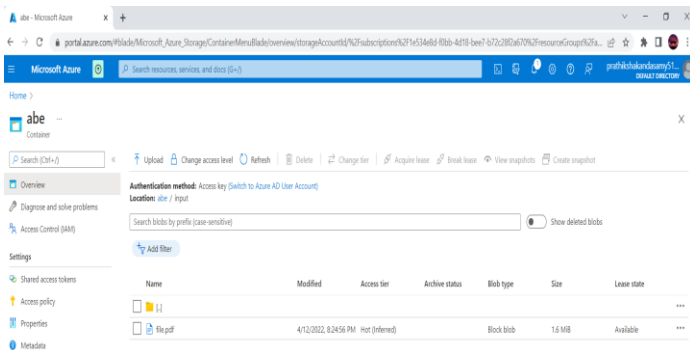 abe - Microsoft Azure
portal.azure.com/#blade/Microsoft_Azure_Storage/ContainerMenuBlade/overview/storageAccountId/%2Fsubscriptions%2F1e534e8d-f0bb-4d18-bee7-b72c28f2a670%2FresourceGroups%2Fa...
Microsoft Azure
Search resources, services, and docs (G+/)
prathikshakandasamy51...
DEFAULT DIRECTORY
Home >
abe ...
Container
Search (Ctrl+/)
Upload Change access level Refresh Delete Change tier Acquire lease Break lease View snapshots Create snapshot
Overview
Diagnose and solve problems
Access Control (IAM)
Settings
Shared access tokens
Access policy
Properties
Metadata
Authentication method: Access key (Switch to Azure AD User Account)
Location: abe / input
Search blobs by prefix (case-sensitive)
Show deleted blobs
Add filter
Name Modified Access tier Archive status Blob type Size Lease state
[..]
file.pdf 4/12/2022, 8:24:56 PM Hot (Inferred) Block blob 1.6 MiB Available